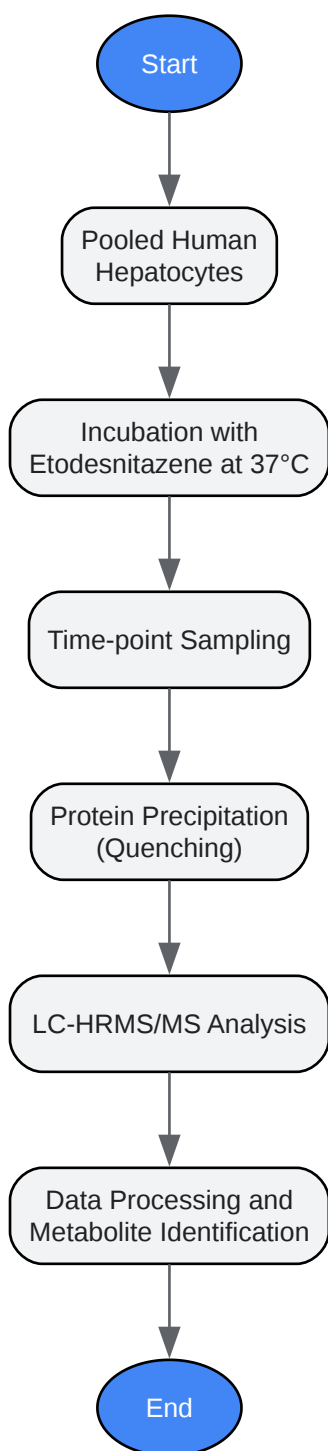 Start
Pooled Human
Hepatocytes
Incubation with
Etodesnitazene at 37°C
Time-point Sampling
Protein Precipitation
(Quenching)
LC-HRMS/MS Analysis
Data Processing and
Metabolite Identification
End